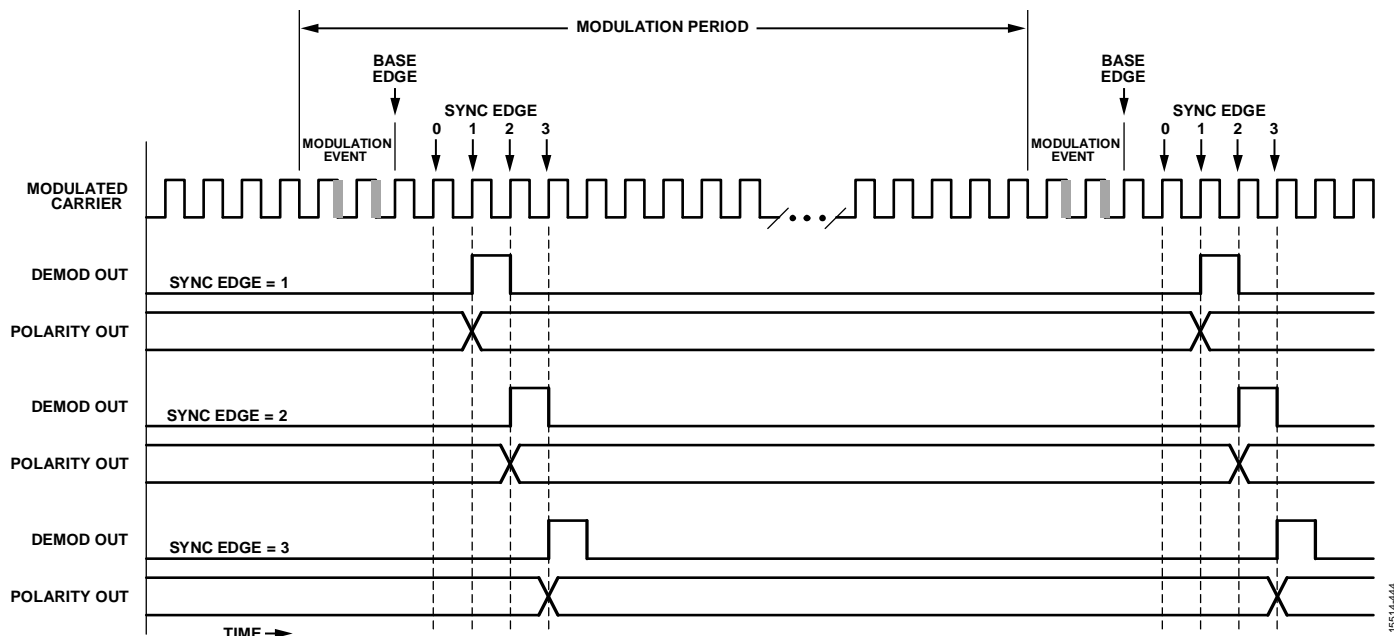 MODULATION PERIOD
BASE
EDGE
BASE
EDGE
SYNC EDGE
0 1 2 3
SYNC EDGE
0 1 2 3
MODULATION
EVENT
MODULATION
EVENT
MODULATED
CARRIER
DEMOD OUT
SYNC EDGE = 1
POLARITY OUT
DEMOD OUT
SYNC EDGE = 2
POLARITY OUT
DEMOD OUT
SYNC EDGE = 3
POLARITY OUT
TIME
15514-444